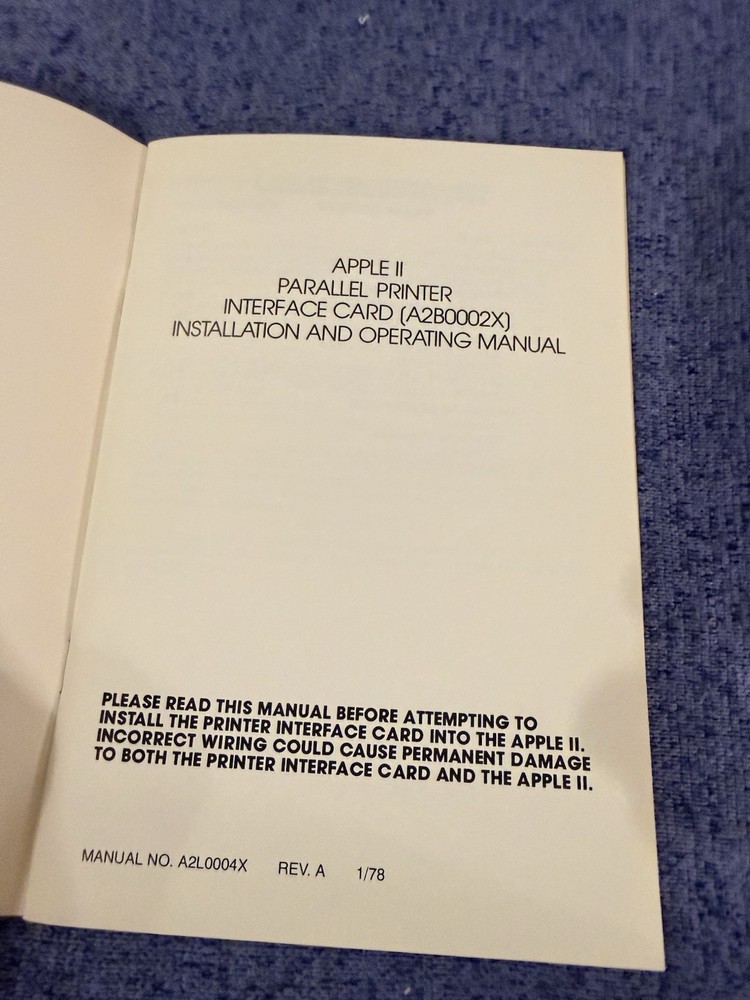 APPLE II
PARALLEL PRINTER
INTERFACE CARD (A2B0002X)
INSTALLATION AND OPERATING MANUAL
PLEASE READ THIS MANUAL BEFORE ATTEMPTING TO
INSTALL THE PRINTER INTERFACE CARD INTO THE APPLE II.
INCORRECT WIRING COULD CAUSE PERMANENT DAMAGE
TO BOTH THE PRINTER INTERFACE CARD AND THE APPLE II.
MANUAL NO. A2L0004X REV. A 1/78